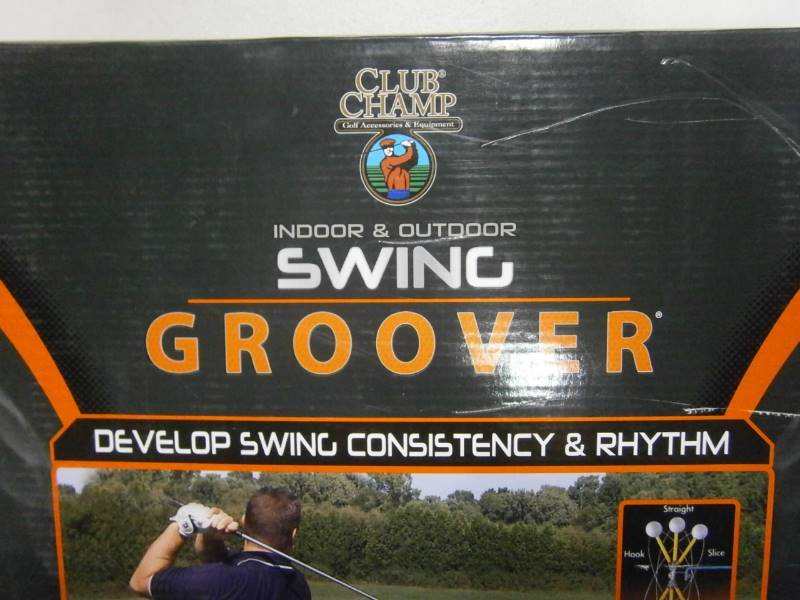 CLUB®
CHAMP
Golf Accessories & Equipment
INDOOR & OUTDOOR
SWING
GROOVER®
DEVELOP SWING CONSISTENCY & RHYTHM
Straight
Hook Slice